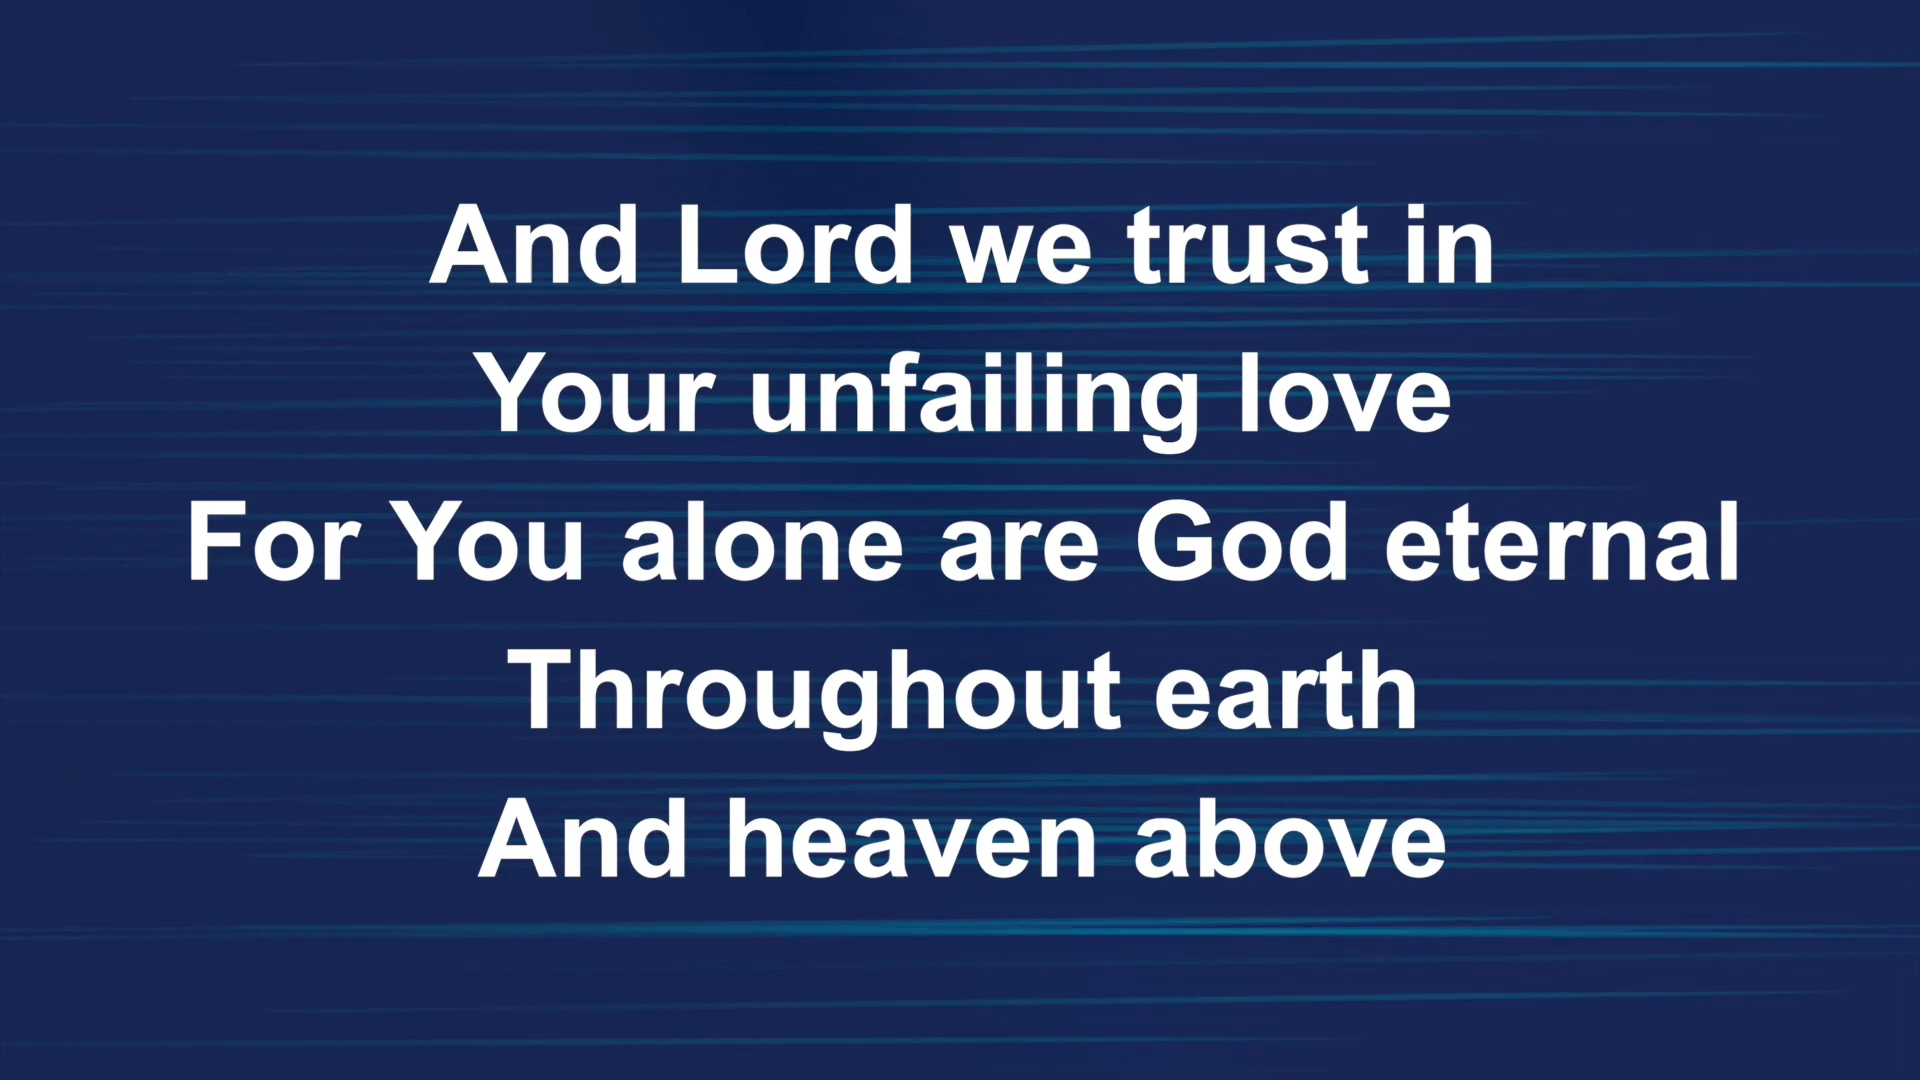 And Lord we trust in
Your unfailing love
For You alone are God eternal
Throughout earth
And heaven above